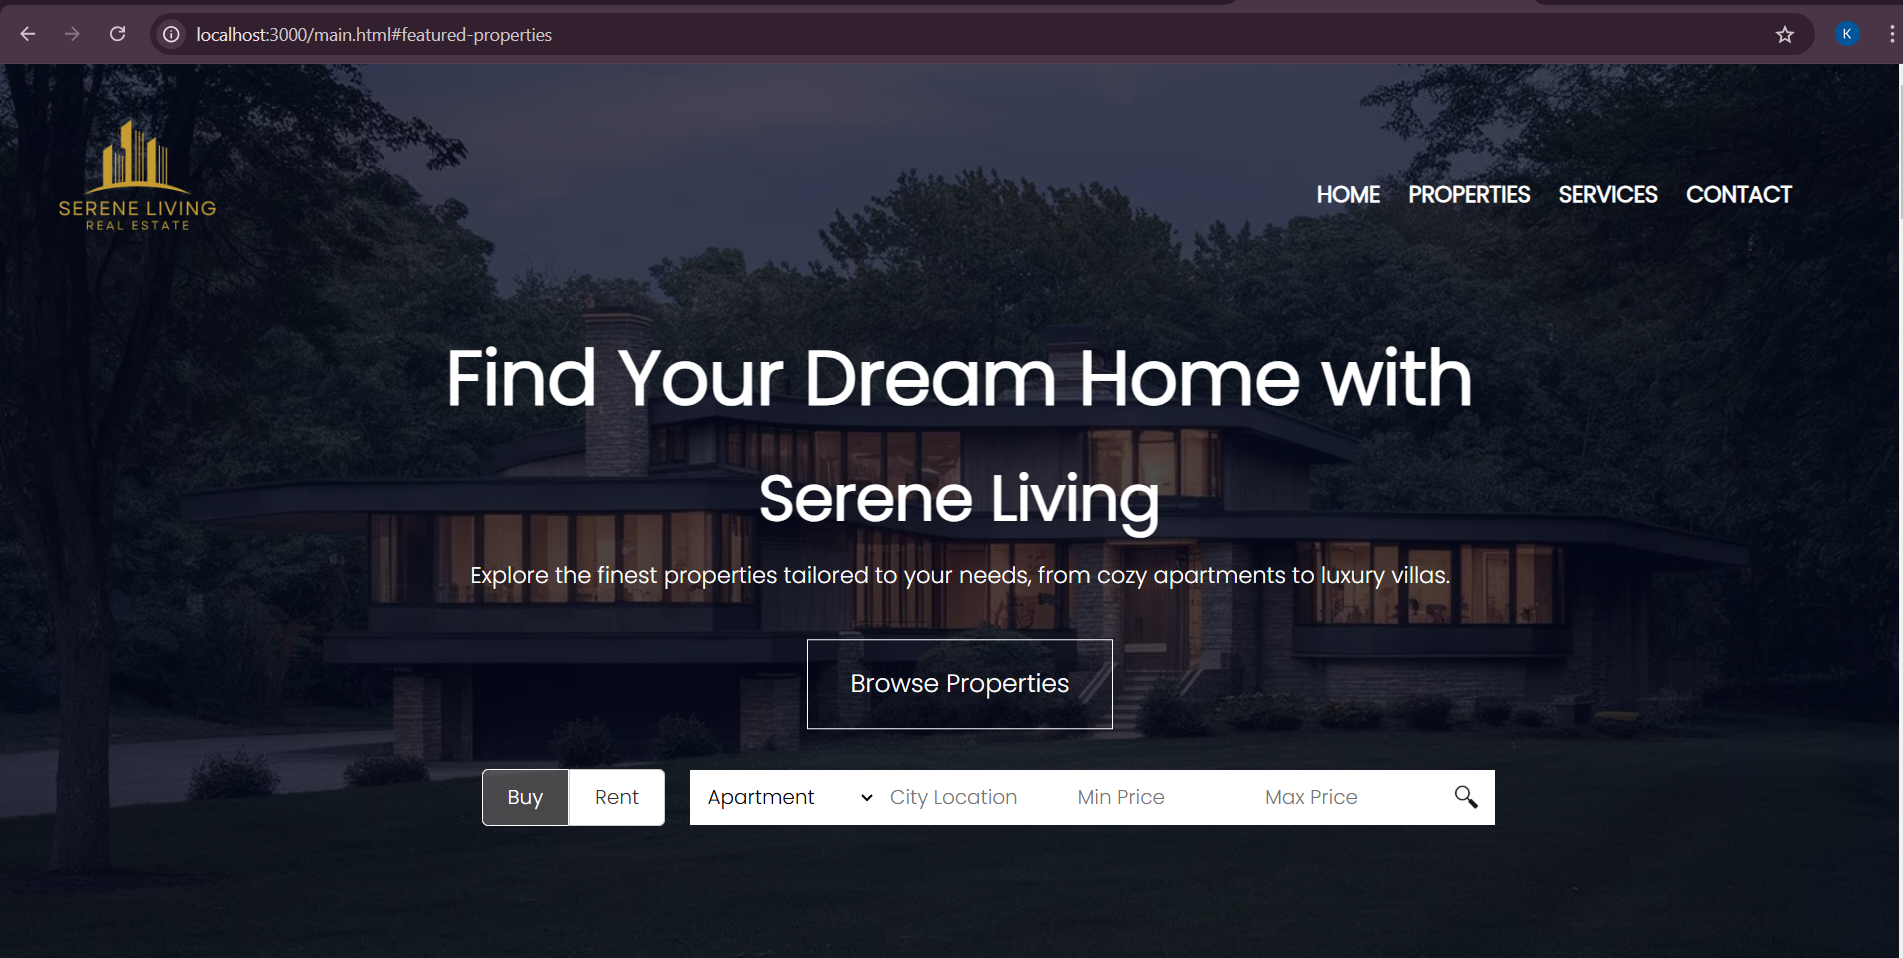 localhost:3000/main.html#featured-properties
K
SERENE LIVING
REAL ESTATE
HOME PROPERTIES SERVICES CONTACT
Find Your Dream Home with
Serene Living
Explore the finest properties tailored to your needs, from cozy apartments to luxury villas.
Browse Properties
Buy Rent Apartment City Location Min Price Max Price